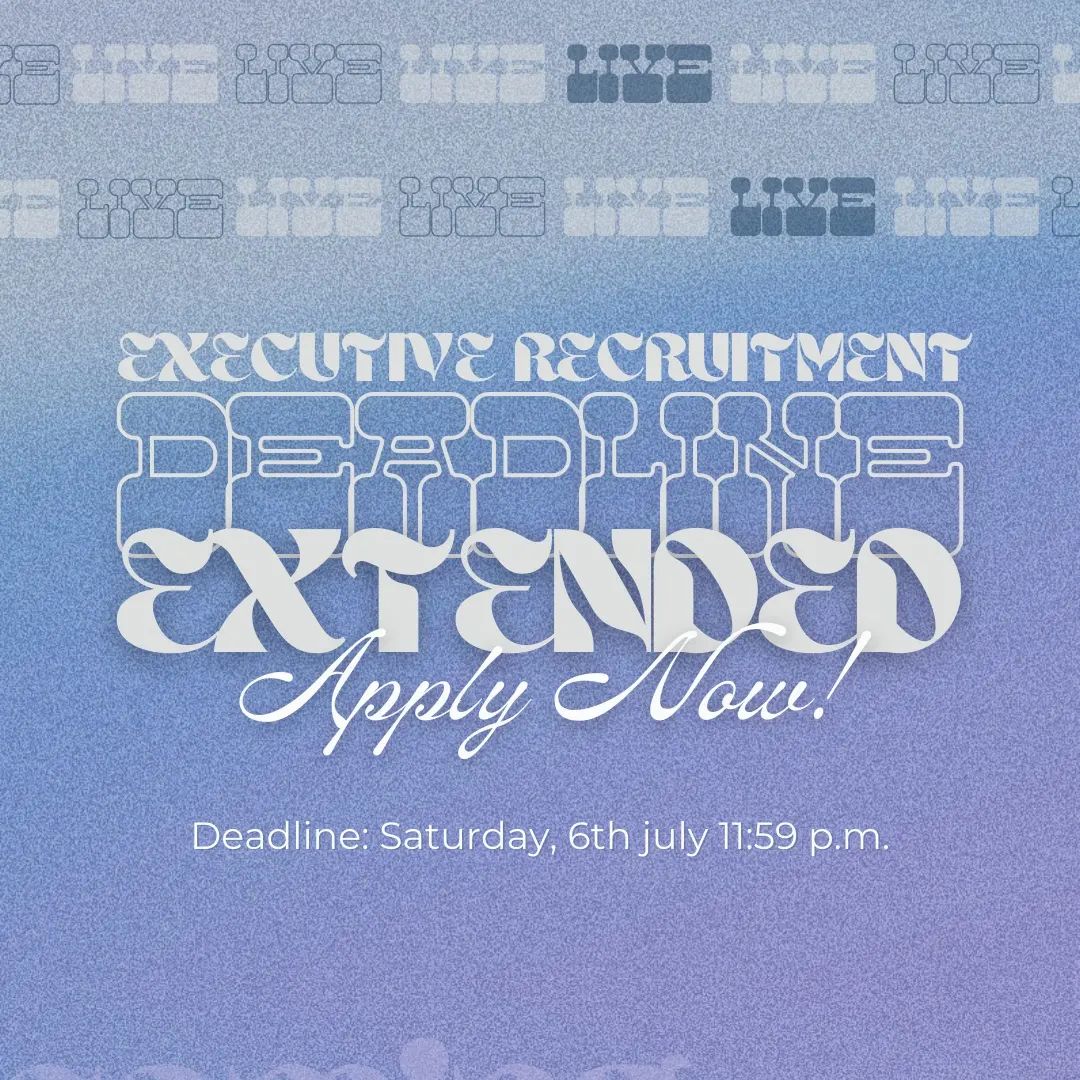 LIVE LIVE LIVE LIVE LIVE LIVE
LIVE LIVE LIVE LIVE LIVE
EXECUTIVE RECRUITMENT
DEADLINE
EXTENDED
Apply Now!
Deadline: Saturday, 6th july 11:59 p.m.